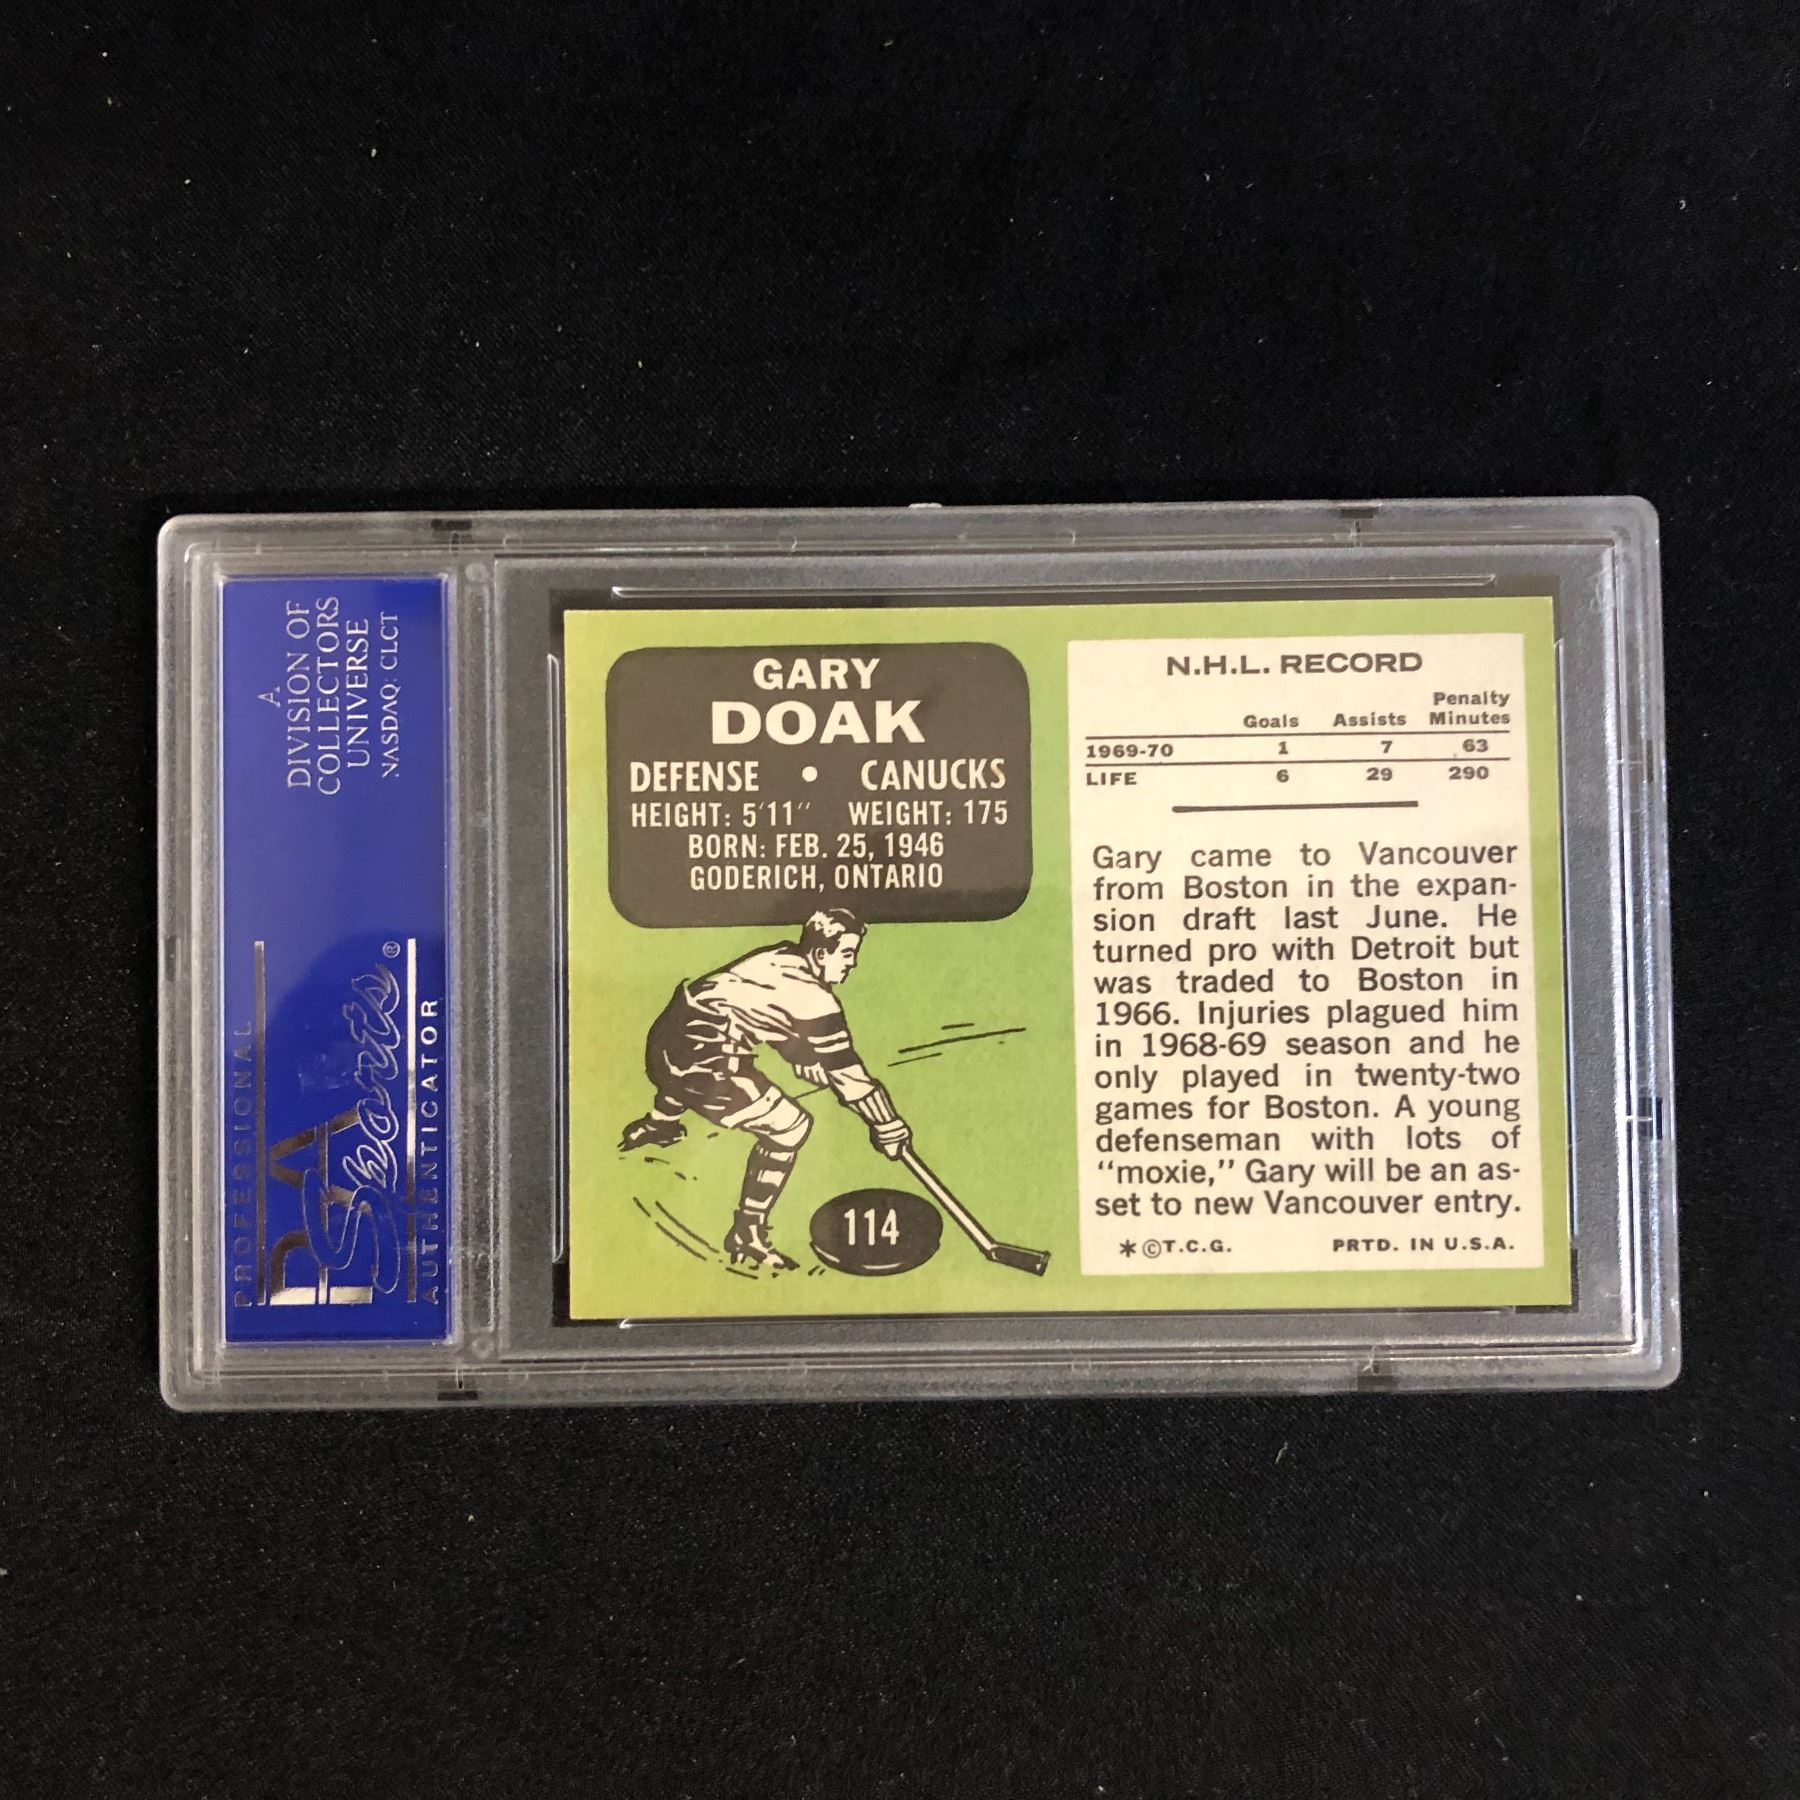 A
DIVISION OF
COLLECTORS
UNIVERSE
NASDAQ: CLCT
PROFESSIONAL
PSA
Sports®
AUTHENTICATOR
GARY
DOAK
DEFENSE • CANUCKS
HEIGHT: 5'11" WEIGHT: 175
BORN: FEB. 25, 1946
GODERICH, ONTARIO
114
N.H.L. RECORD
Goals Assists Penalty Minutes
1969-70 1 7 63
LIFE 6 29 290
Gary came to Vancouver
from Boston in the expan-
sion draft last June. He
turned pro with Detroit but
was traded to Boston in
1966. Injuries plagued him
in 1968-69 season and he
only played in twenty-two
games for Boston. A young
defenseman with lots of
"moxie," Gary will be an as-
set to new Vancouver entry.
*©T.C.G. PRTD. IN U.S.A.